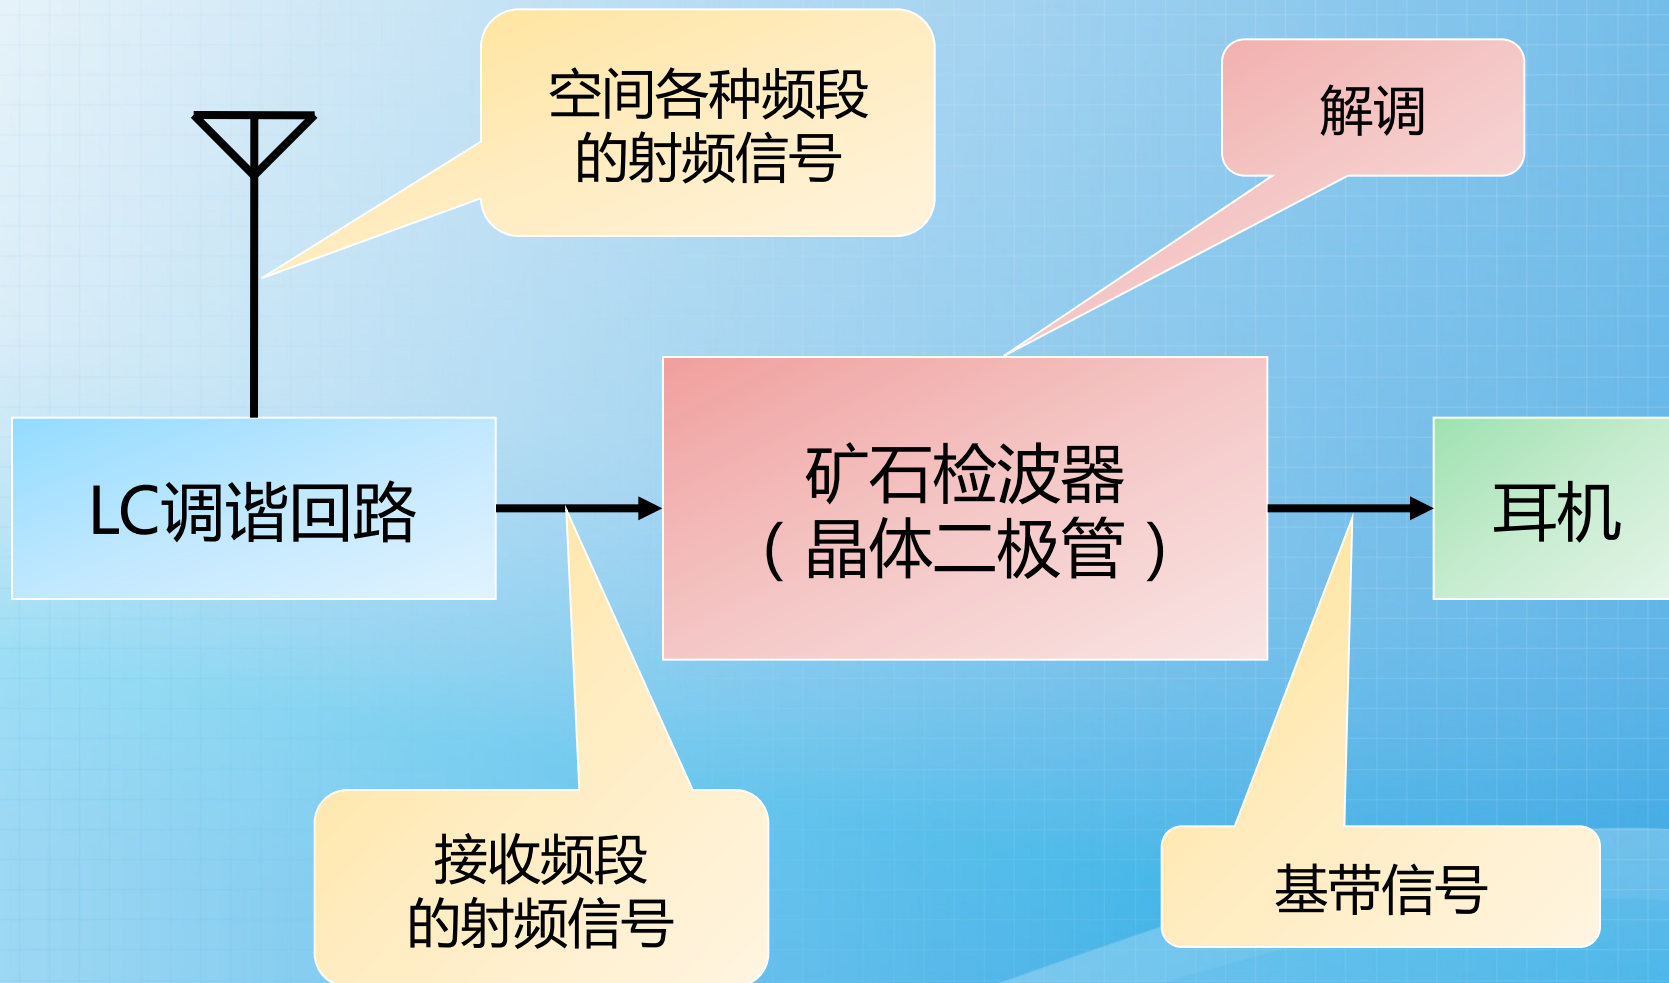 空间各种频段
的射频信号
解调
LC调谐回路
矿石检波器
（晶体二极管）
耳机
接收频段
的射频信号
基带信号